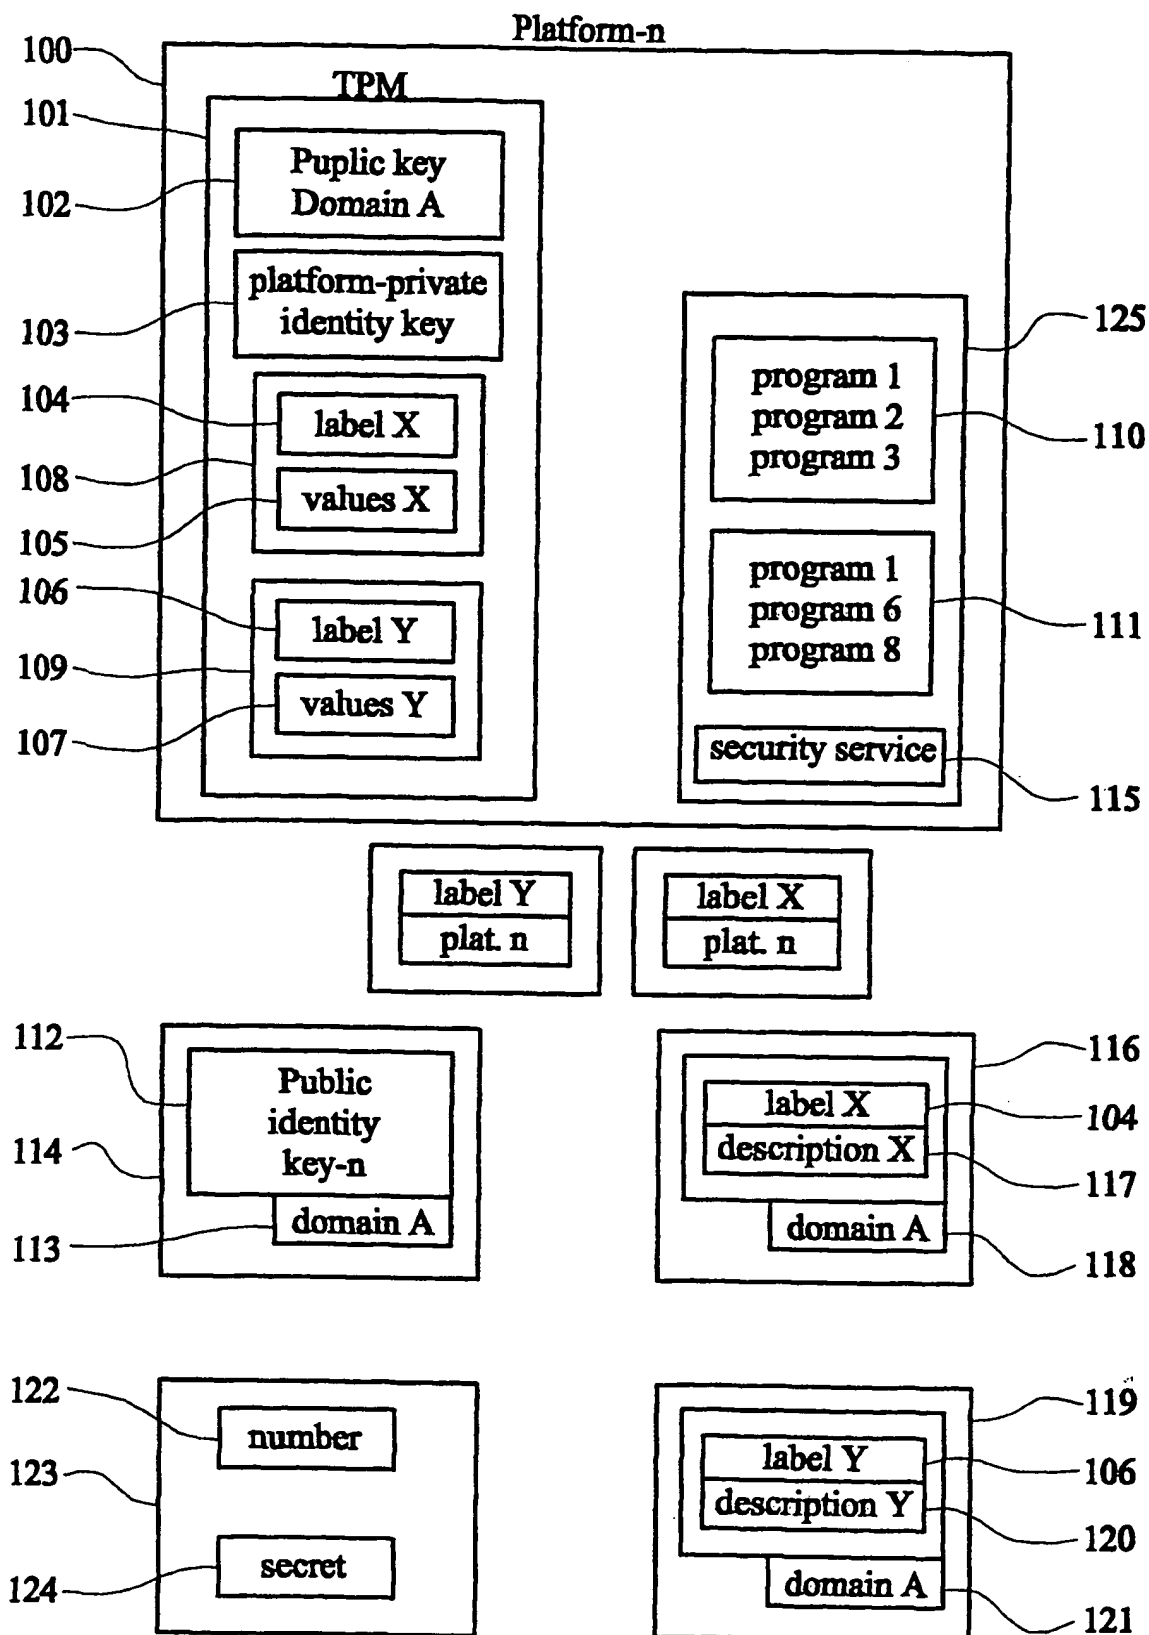 Platform-n
100
TPM
101
Puplic key
Domain A
102
platform-private
identity key
103
125
program 1
program 2
program 3
110
104
label X
108
values X
105
program 1
program 6
program 8
111
106
label Y
109
values Y
107
security service
115
label Y
plat. n
label X
plat. n
112
Public
identity
key-n
114
domain A
113
116
label X
104
description X
117
domain A
118
122
number
123
secret
124
119
label Y
106
description Y
120
domain A
121